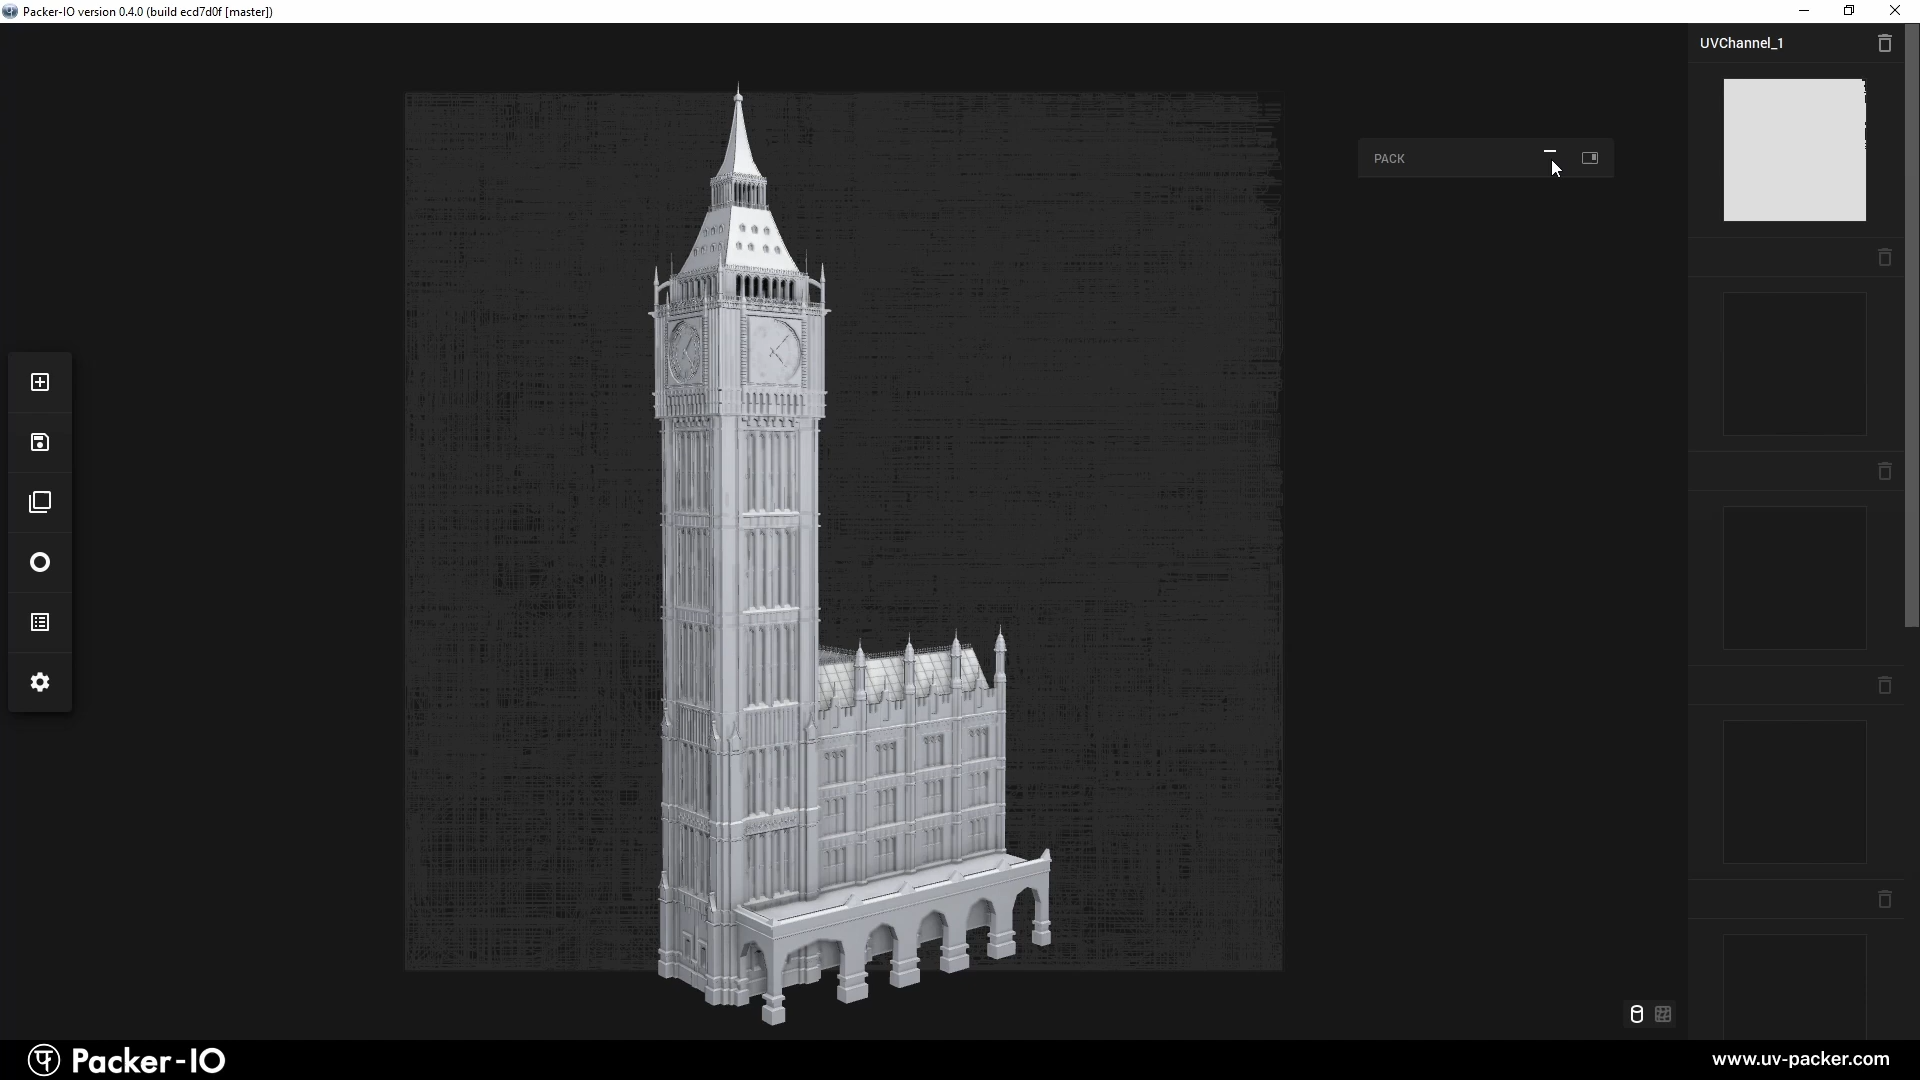 Packer-IO version 0.4.0 (build ecd7d0f [master])
UVChannel_1
PACK
Packer-IO
www.uv-packer.com